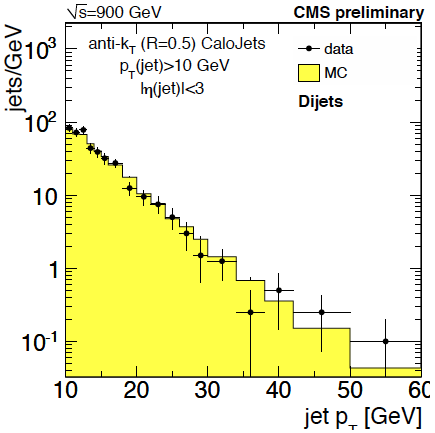 √s=900 GeV CMS preliminary
anti-kT (R=0.5) CaloJets
pT(jet)>10 GeV
|η(jet)|<3
data
MC
Dijets
jets/GeV
10³
10²
10
1
10⁻¹
10 20 30 40 50 60
jet pT [GeV]